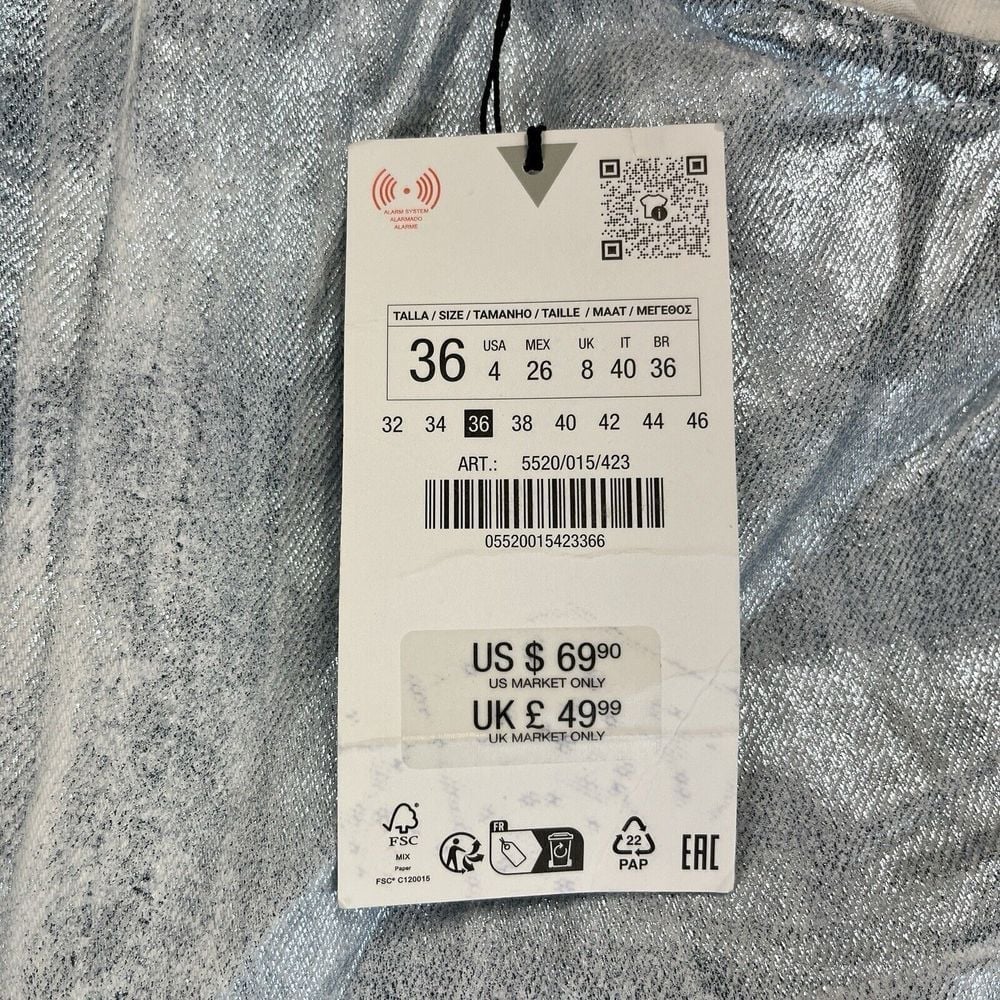 ALARM SYSTEM
ALARMADO
ALARME
i
TALLA / SIZE / TAMANHO / TAILLE / MAAT / ΜΕΓΕΘΟΣ
36 USA 4 MEX 26 UK 8 IT 40 BR 36
32 34 36 38 40 42 44 46
ART.: 5520/015/423
05520015423366
US $ 69⁹⁰
US MARKET ONLY
UK £ 49⁹⁹
UK MARKET ONLY
FSC®
MIX
Paper
FSC® C120015
FR
22
PAP
EAC